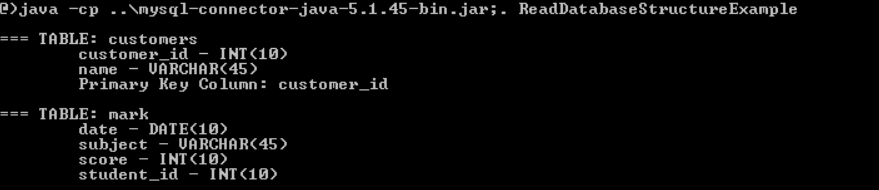 @}java -cp ..\mysql-connector-java-5.1.45-bin.jar;. ReadDatabaseStructureExample
=== TABLE: customers
customer_id - INT(10)
name - VARCHAR(45)
Primary Key Column: customer_id
=== TABLE: mark
date - DATE(10)
subject - VARCHAR(45)
score - INT(10)
student_id - INT(10)